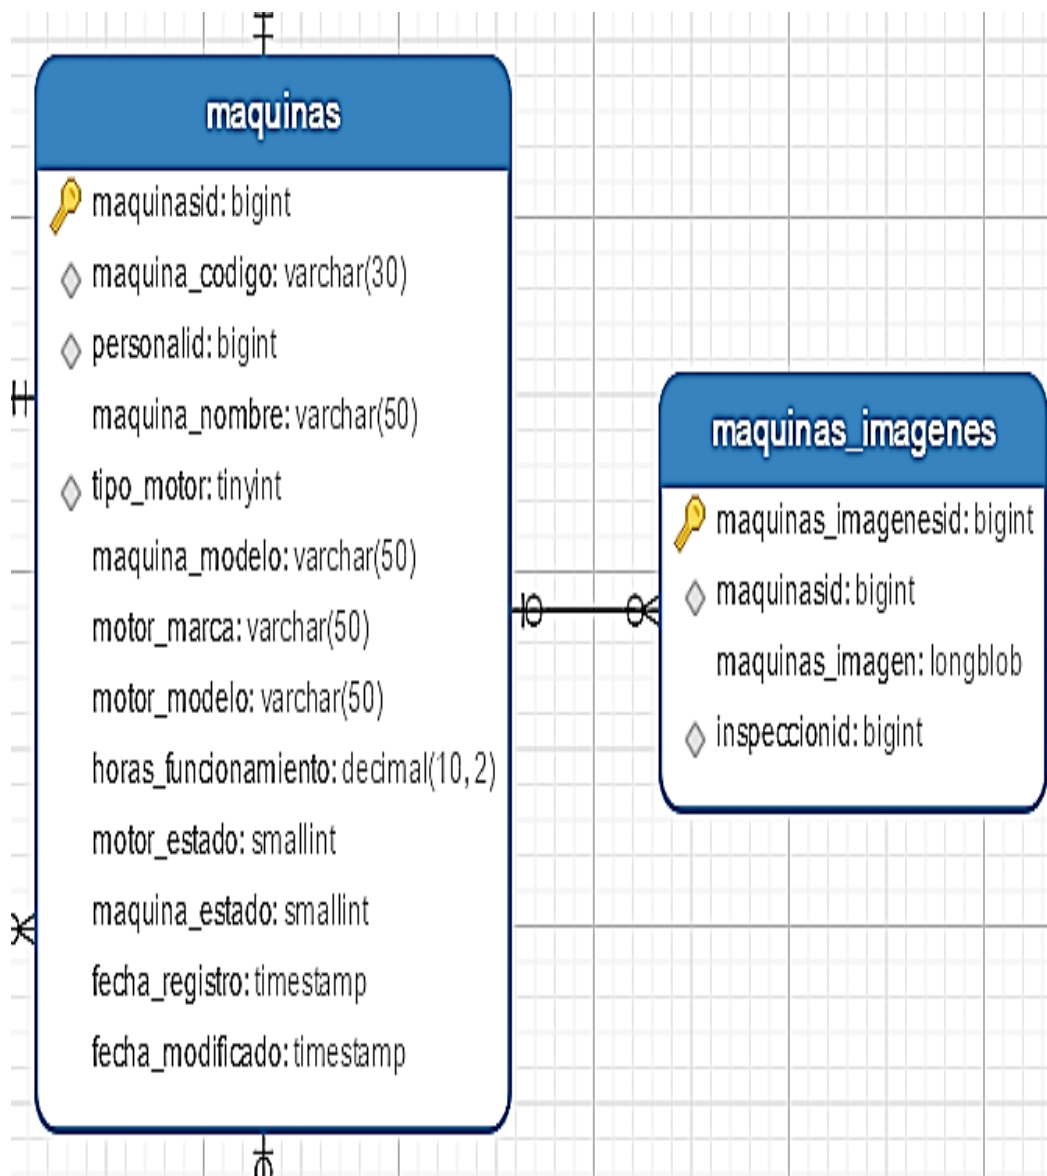 maquinas
maquinasid: bigint
maquina_codigo: varchar(30)
personalid: bigint
maquina_nombre: varchar(50)
tipo_motor: tinyint
maquina_modelo: varchar(50)
motor_marca: varchar(50)
motor_modelo: varchar(50)
horas_funcionamiento: decimal(10, 2)
motor_estado: smallint
maquina_estado: smallint
fecha_registro: timestamp
fecha_modificado: timestamp
maquinas_imagenes
maquinas_imagenesid: bigint
maquinasid: bigint
maquinas_imagen: longblob
inspeccionid: bigint